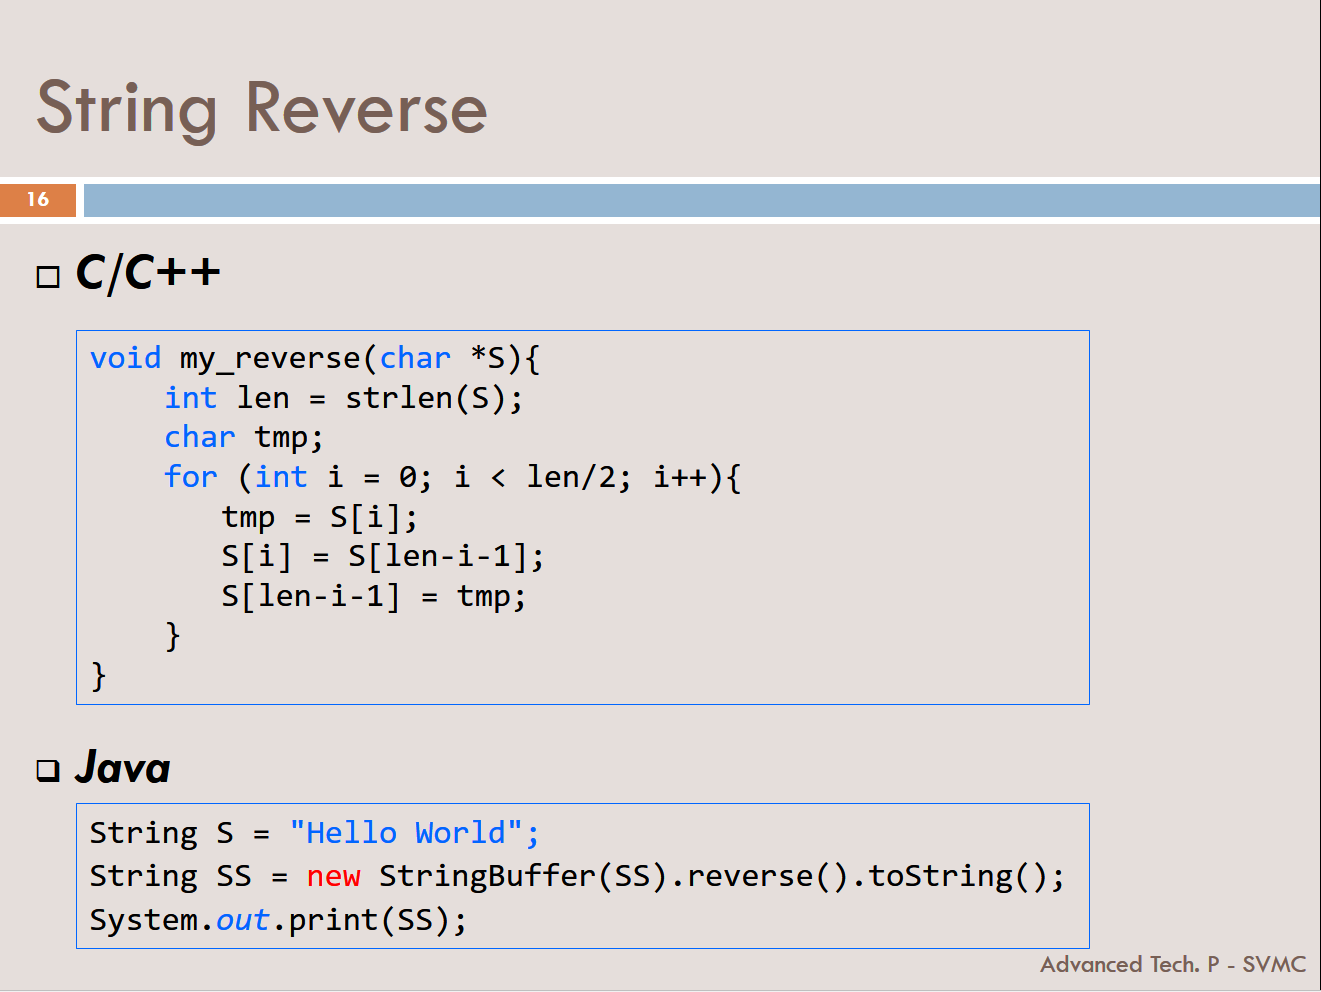 String Reverse
16
C/C++
void my_reverse(char *S){
int len = strlen(S);
char tmp;
for (int i = 0; i < len/2; i++){
tmp = S[i];
S[i] = S[len-i-1];
S[len-i-1] = tmp;
}
}
Java
String S = "Hello World";
String SS = new StringBuffer(SS).reverse().toString();
System.out.print(SS);
Advanced Tech. P - SVMC